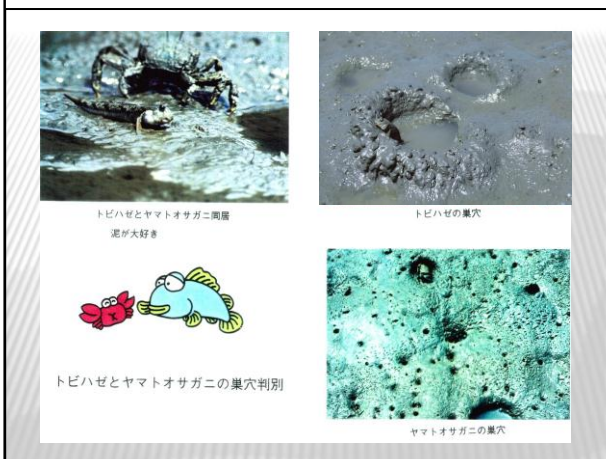 トビハゼとヤマトオサガニ同居
泥が大好き
トビハゼの巣穴
トビハゼとヤマトオサガニの巣穴判別
ヤマトオサガニの巣穴